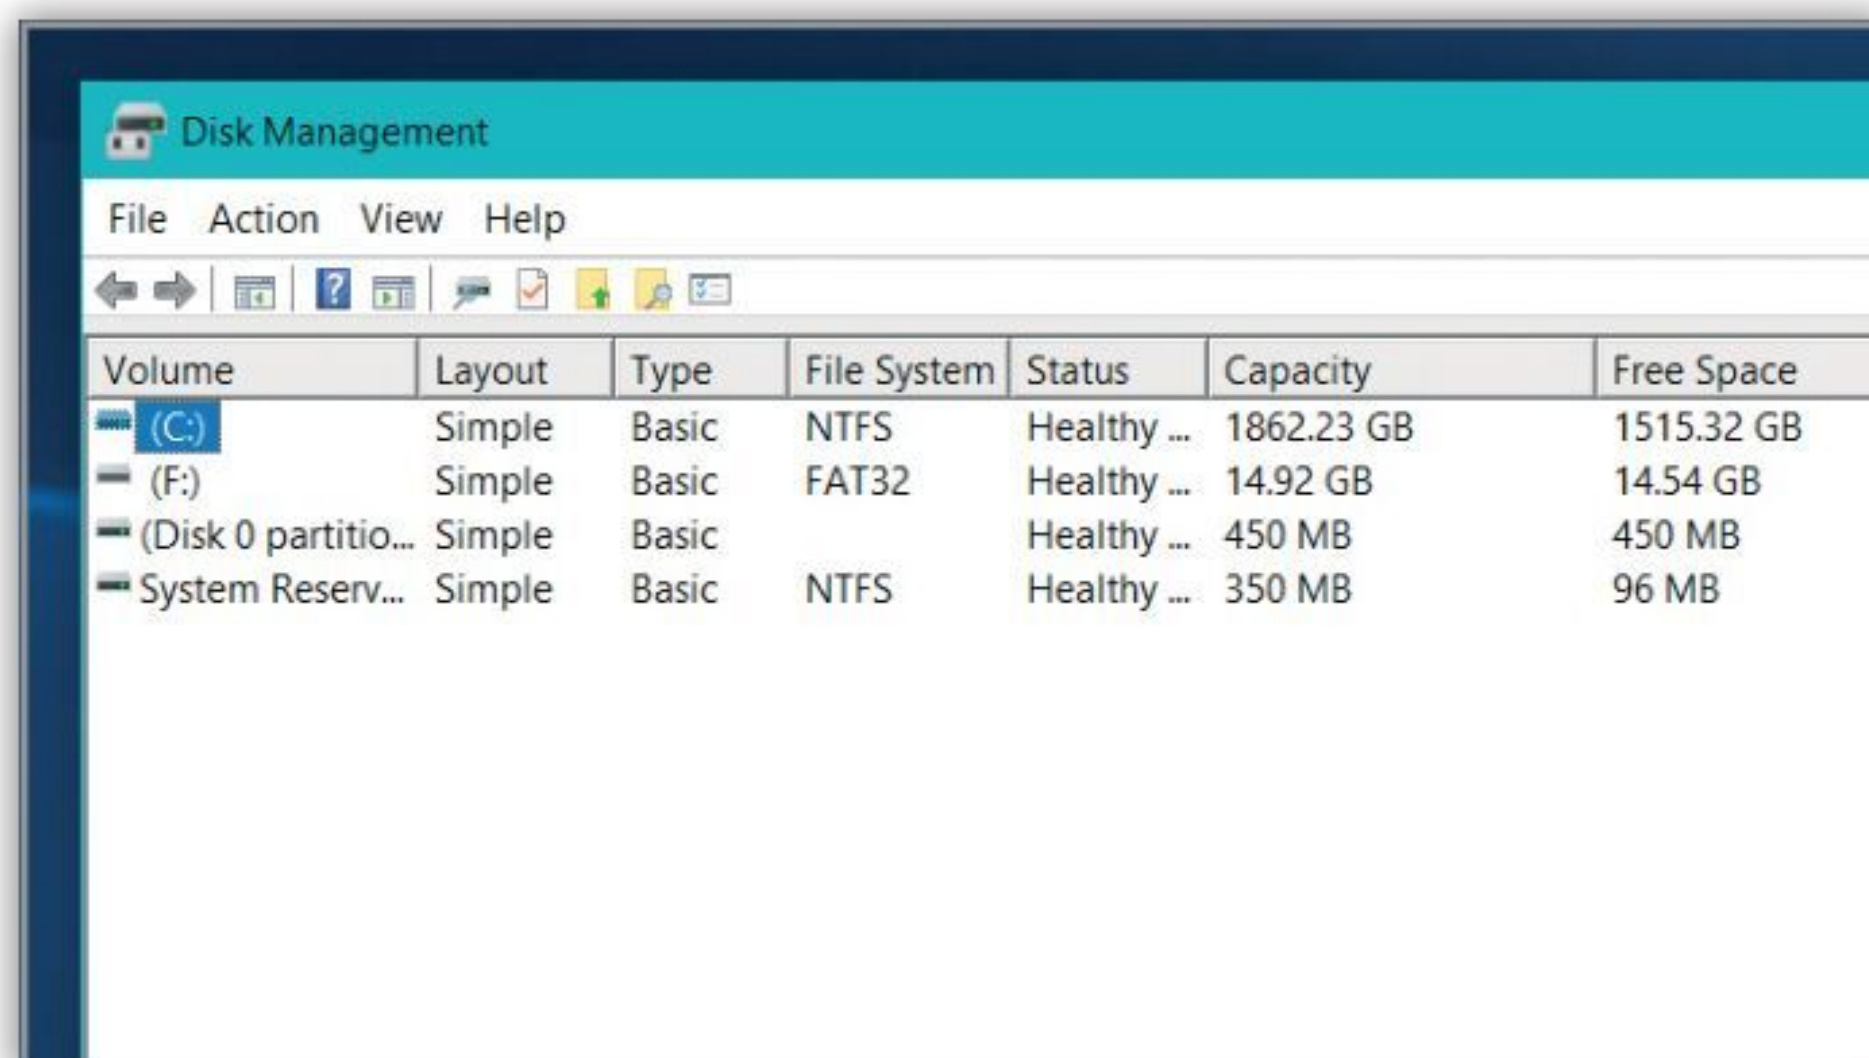 Disk Management
File Action View Help
Volume Layout Type File System Status Capacity Free Space
(C:) Simple Basic NTFS Healthy ... 1862.23 GB 1515.32 GB
(F:) Simple Basic FAT32 Healthy ... 14.92 GB 14.54 GB
(Disk 0 partitio... Simple Basic Healthy ... 450 MB 450 MB
System Reserv... Simple Basic NTFS Healthy ... 350 MB 96 MB